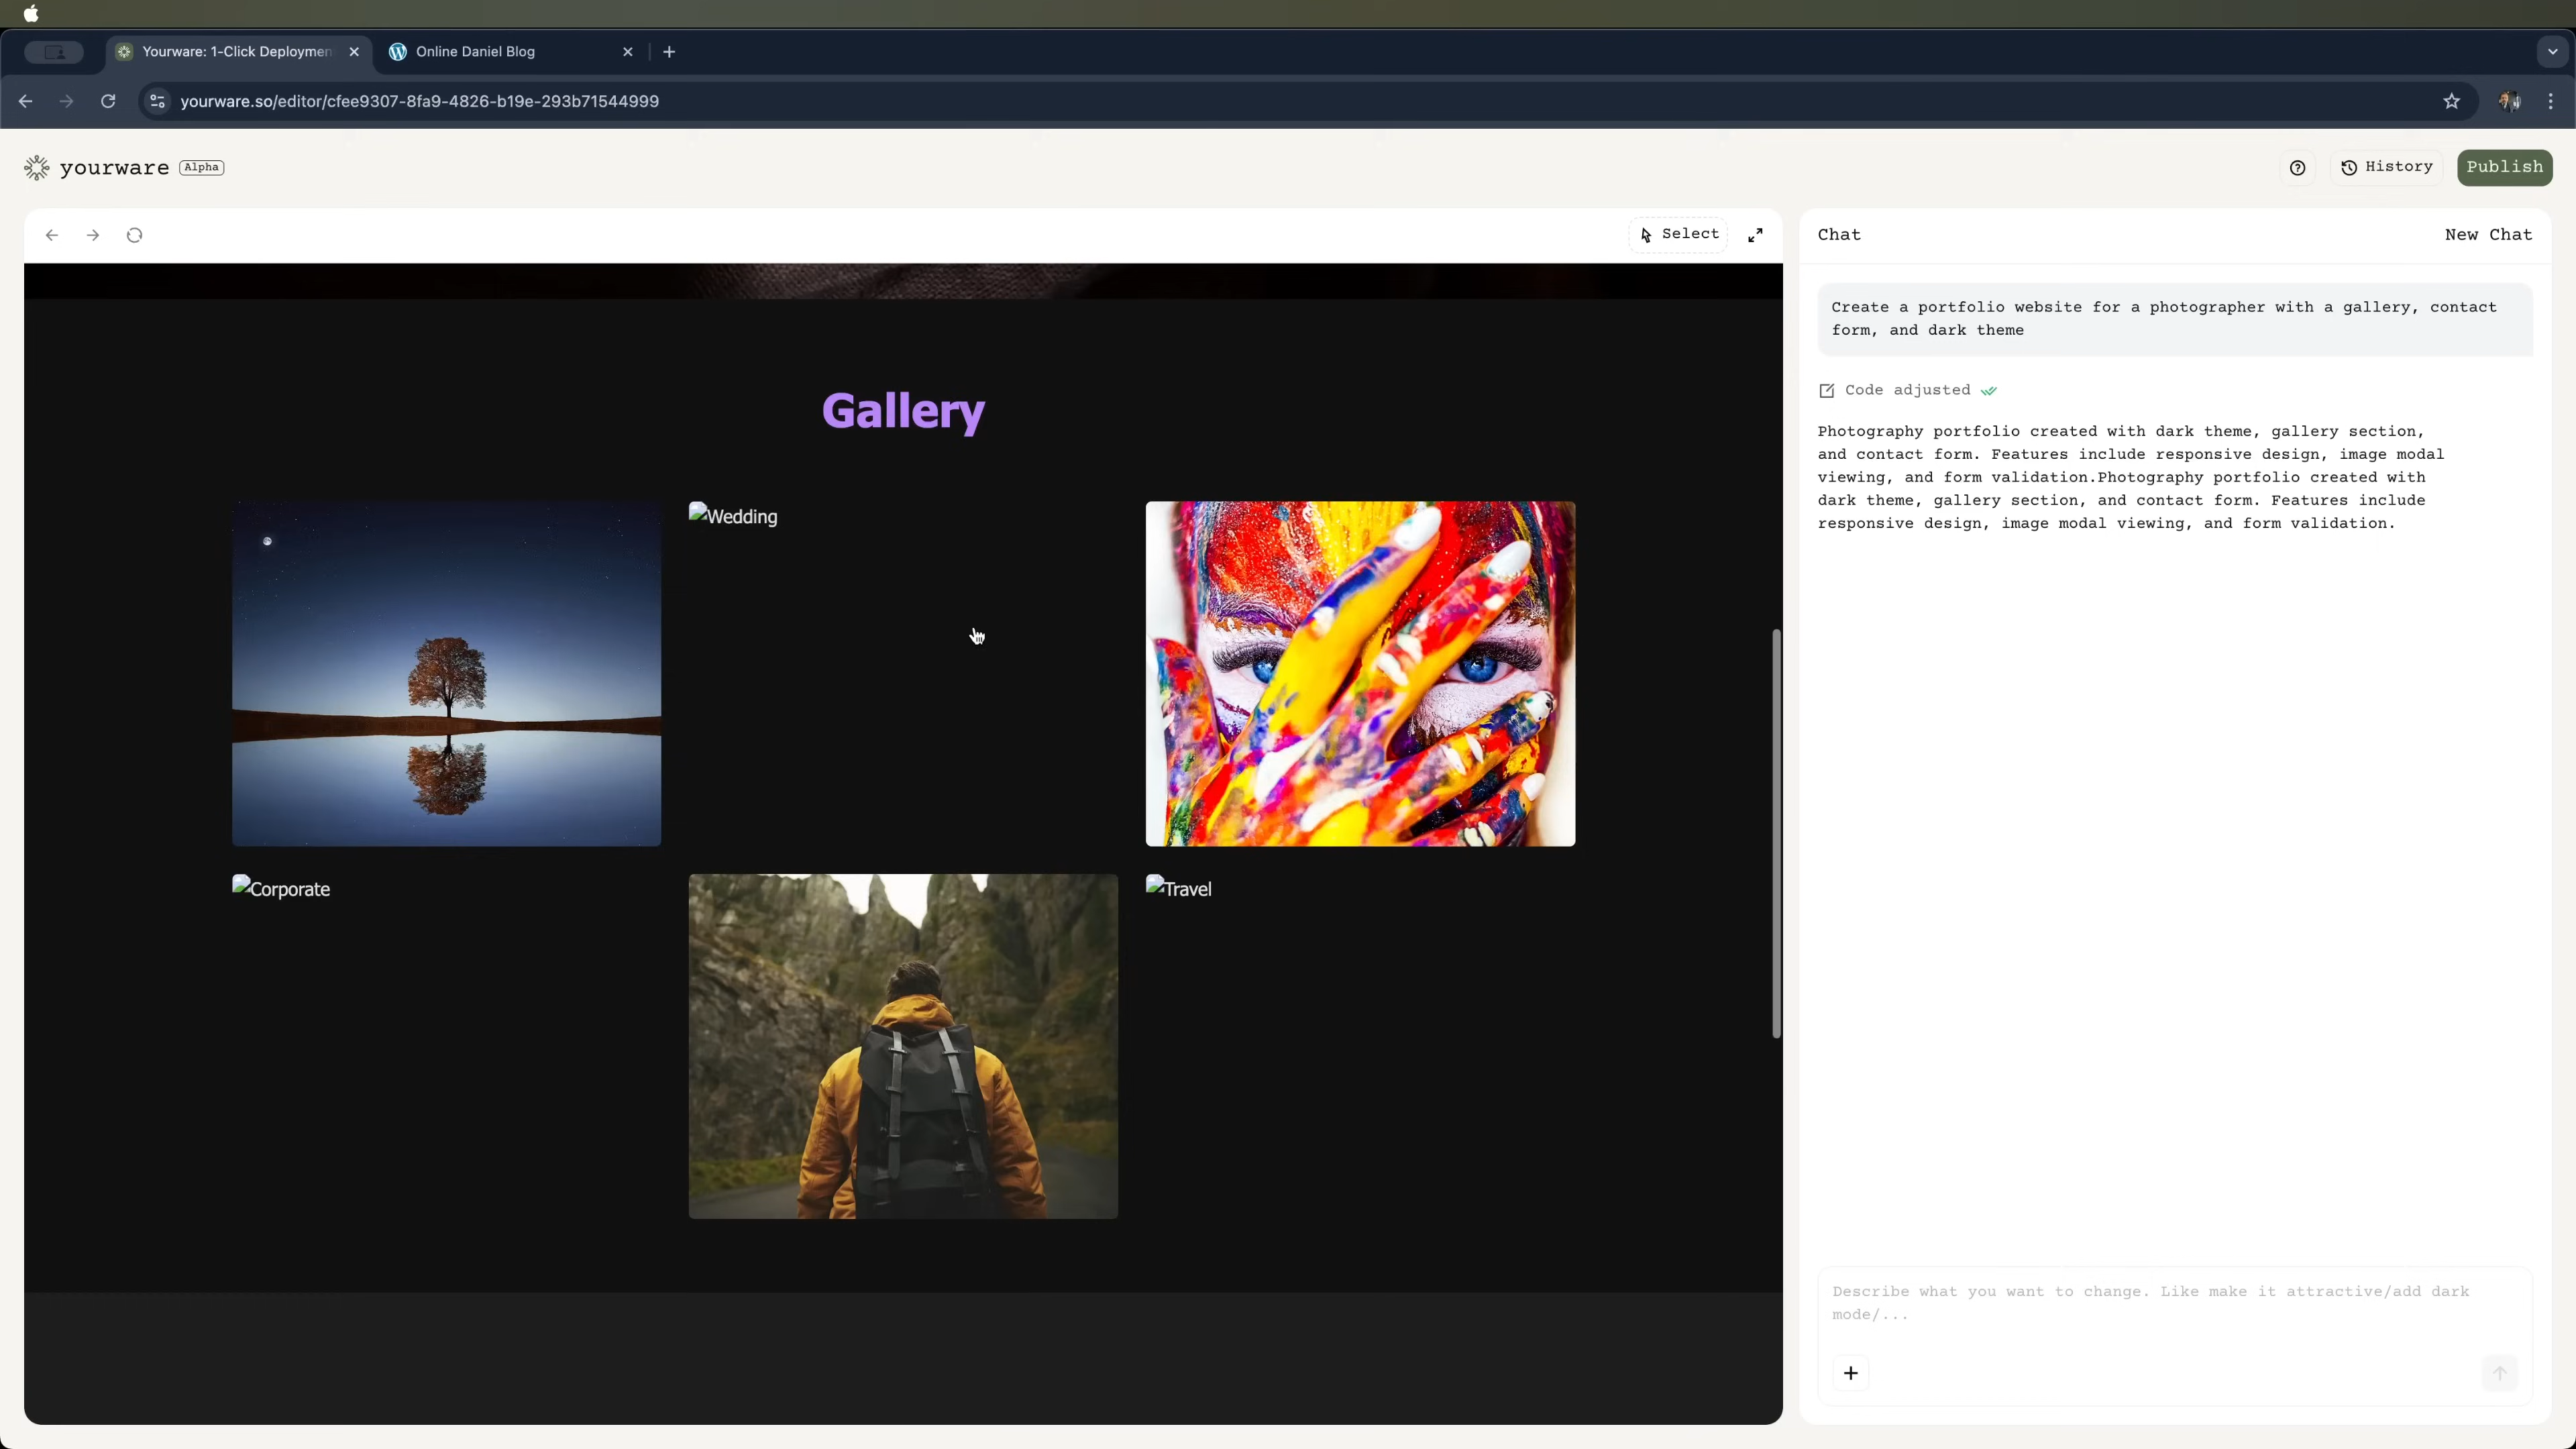 Yourware: 1-Click Deploymen
Online Daniel Blog
yourware.so/editor/cfee9307-8fa9-4826-b19e-293b71544999
yourware Alpha
History
Publish
Select
Chat
New Chat
Create a portfolio website for a photographer with a gallery, contact
form, and dark theme
Code adjusted
Photography portfolio created with dark theme, gallery section,
and contact form. Features include responsive design, image modal
viewing, and form validation.Photography portfolio created with
dark theme, gallery section, and contact form. Features include
responsive design, image modal viewing, and form validation.
Gallery
Wedding
Corporate
Travel
Describe what you want to change. Like make it attractive/add dark
mode/...